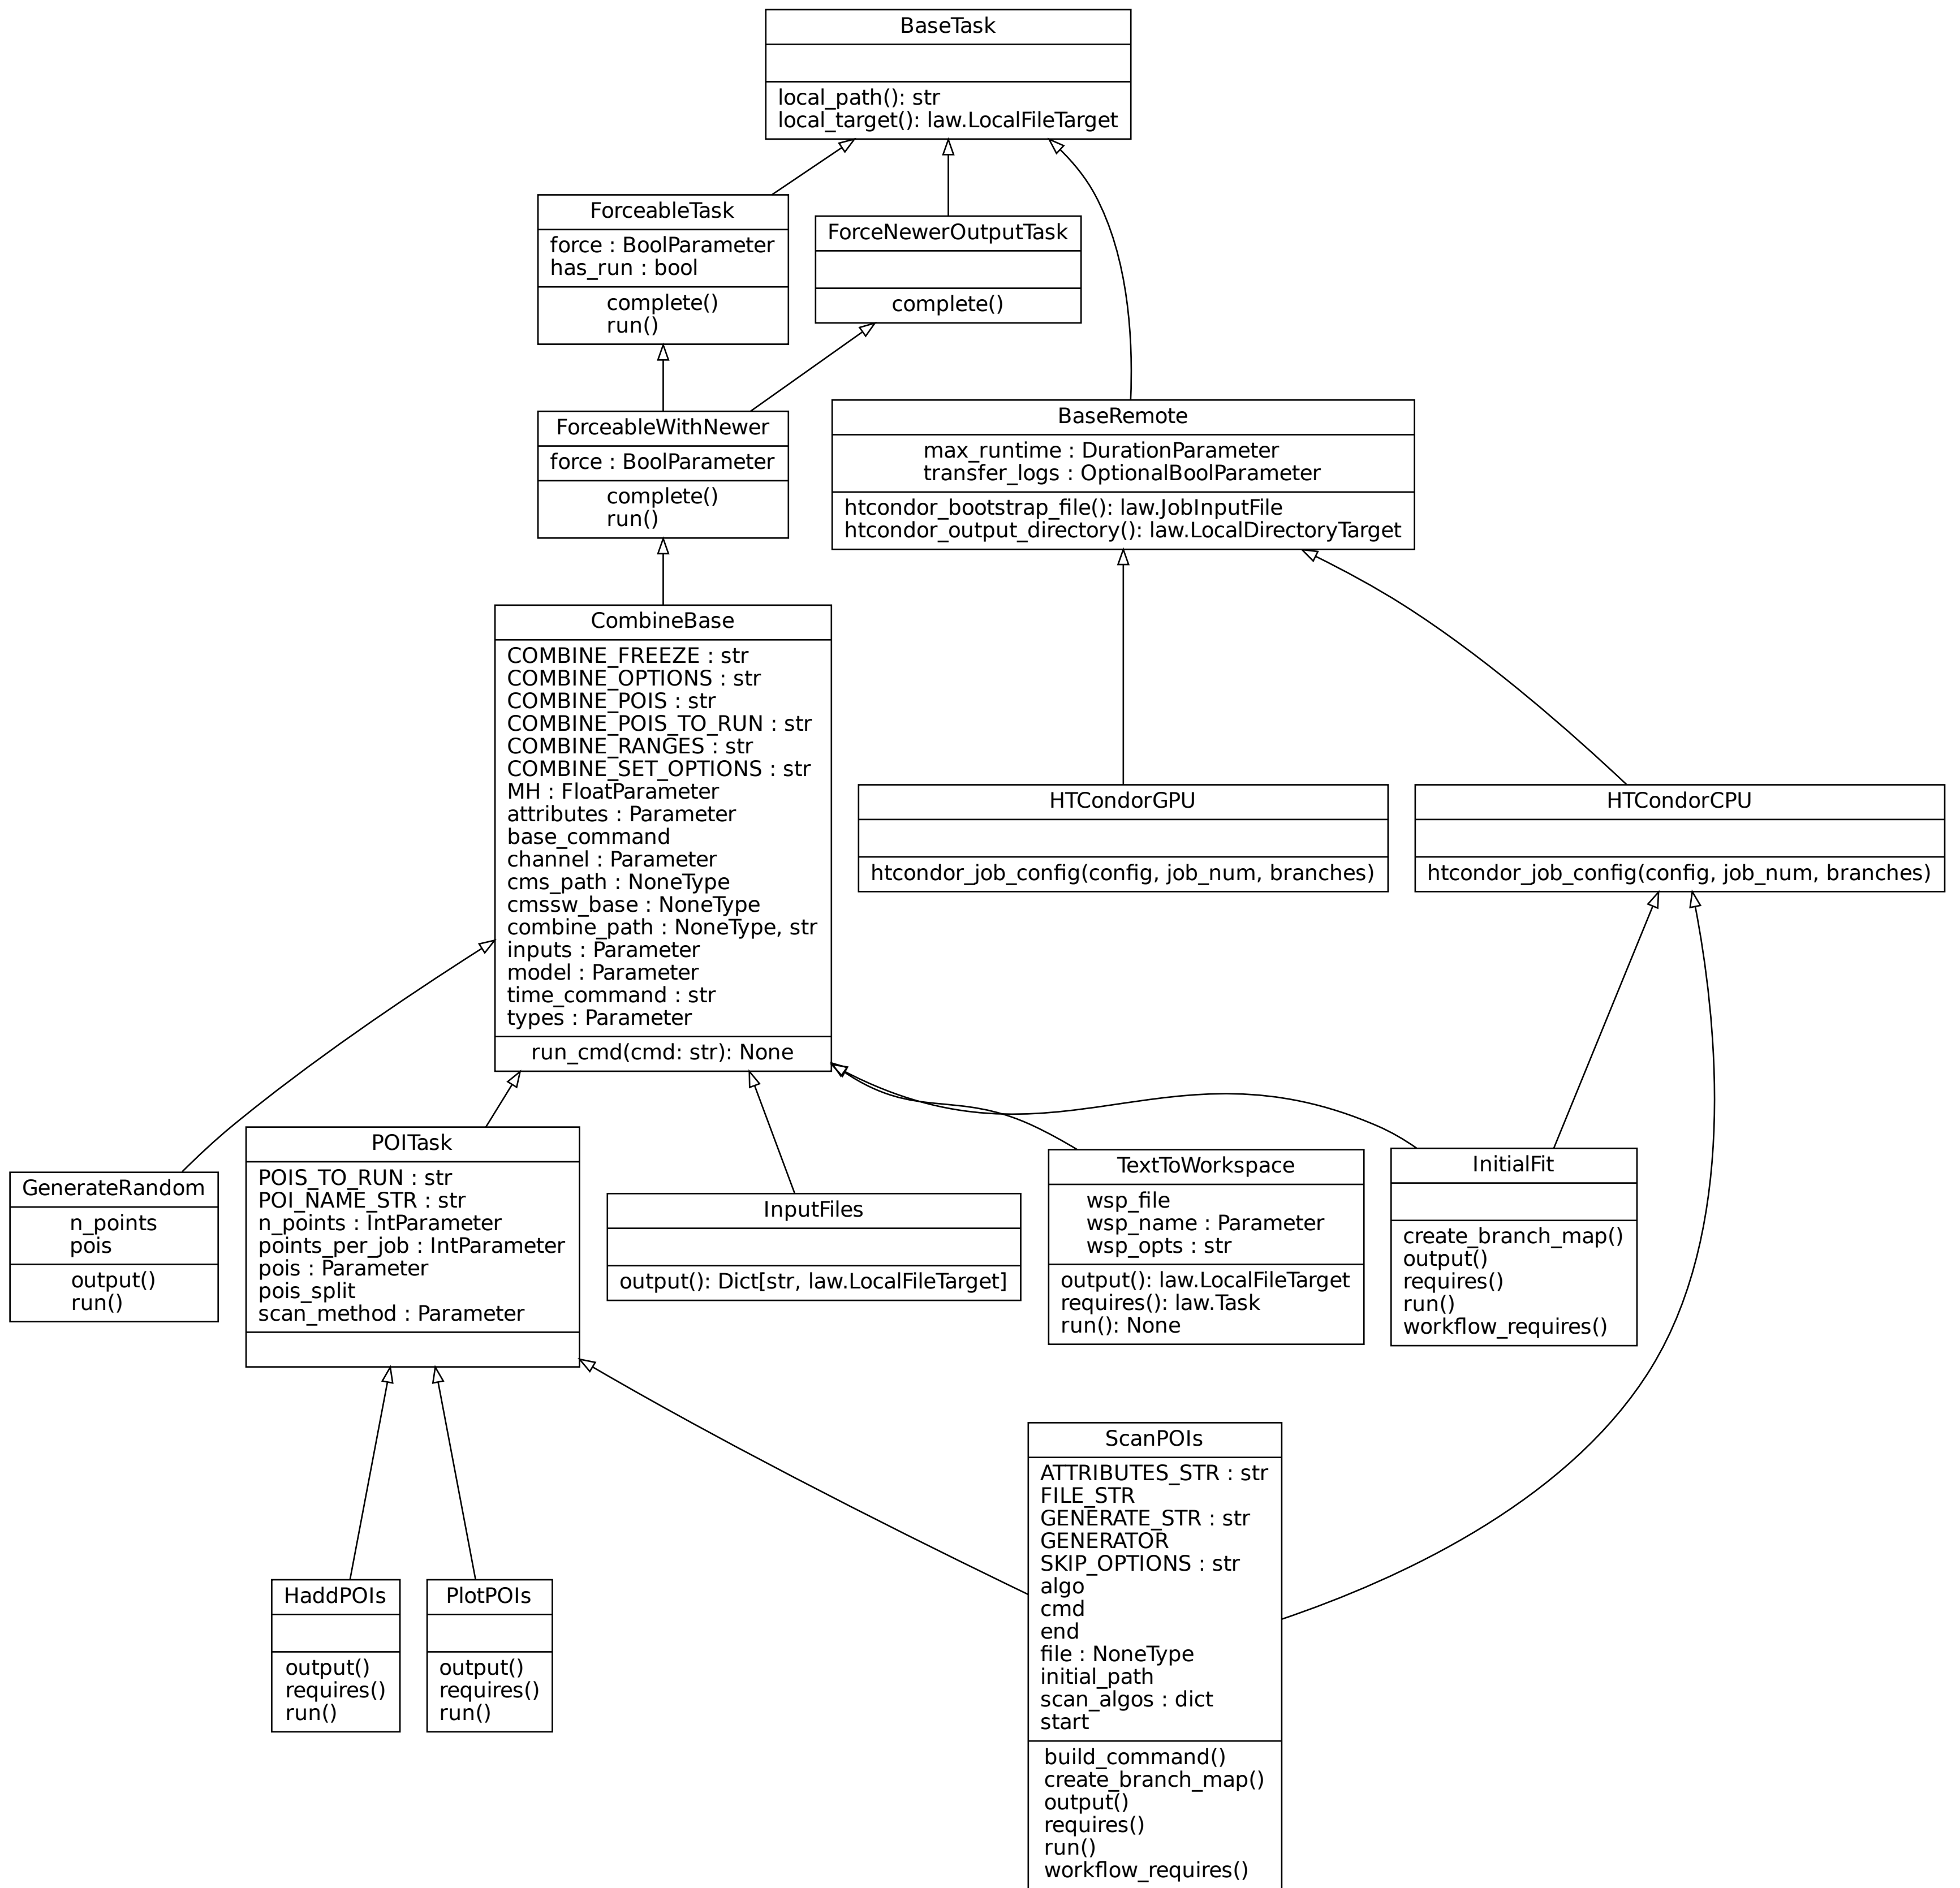 BaseTask
local_path(): str
local_target(): law.LocalFileTarget
ForceableTask
force : BoolParameter
has_run : bool
complete()
run()
ForceNewerOutputTask
complete()
ForceableWithNewer
force : BoolParameter
complete()
run()
BaseRemote
max_runtime : DurationParameter
transfer_logs : OptionalBoolParameter
htcondor_bootstrap_file(): law.JobInputFile
htcondor_output_directory(): law.LocalDirectoryTarget
CombineBase
COMBINE_FREEZE : str
COMBINE_OPTIONS : str
COMBINE_POIS : str
COMBINE_POIS_TO_RUN : str
COMBINE_RANGES : str
COMBINE_SET_OPTIONS : str
MH : FloatParameter
attributes : Parameter
base_command
channel : Parameter
cms_path : NoneType
cmssw_base : NoneType
combine_path : NoneType, str
inputs : Parameter
model : Parameter
time_command : str
types : Parameter
run_cmd(cmd: str): None
HTCondorGPU
htcondor_job_config(config, job_num, branches)
HTCondorCPU
htcondor_job_config(config, job_num, branches)
GenerateRandom
n_points
pois
output()
run()
POITask
POIS_TO_RUN : str
POI_NAME_STR : str
n_points : IntParameter
points_per_job : IntParameter
pois : Parameter
pois_split
scan_method : Parameter
InputFiles
output(): Dict[str, law.LocalFileTarget]
TextToWorkspace
wsp_file
wsp_name : Parameter
wsp_opts : str
output(): law.LocalFileTarget
requires(): law.Task
run(): None
InitialFit
create_branch_map()
output()
requires()
run()
workflow_requires()
HaddPOIs
output()
requires()
run()
PlotPOIs
output()
requires()
run()
ScanPOIs
ATTRIBUTES_STR : str
FILE_STR
GENERATE_STR : str
GENERATOR
SKIP_OPTIONS : str
algo
cmd
end
file : NoneType
initial_path
scan_algos : dict
start
build_command()
create_branch_map()
output()
requires()
run()
workflow_requires()